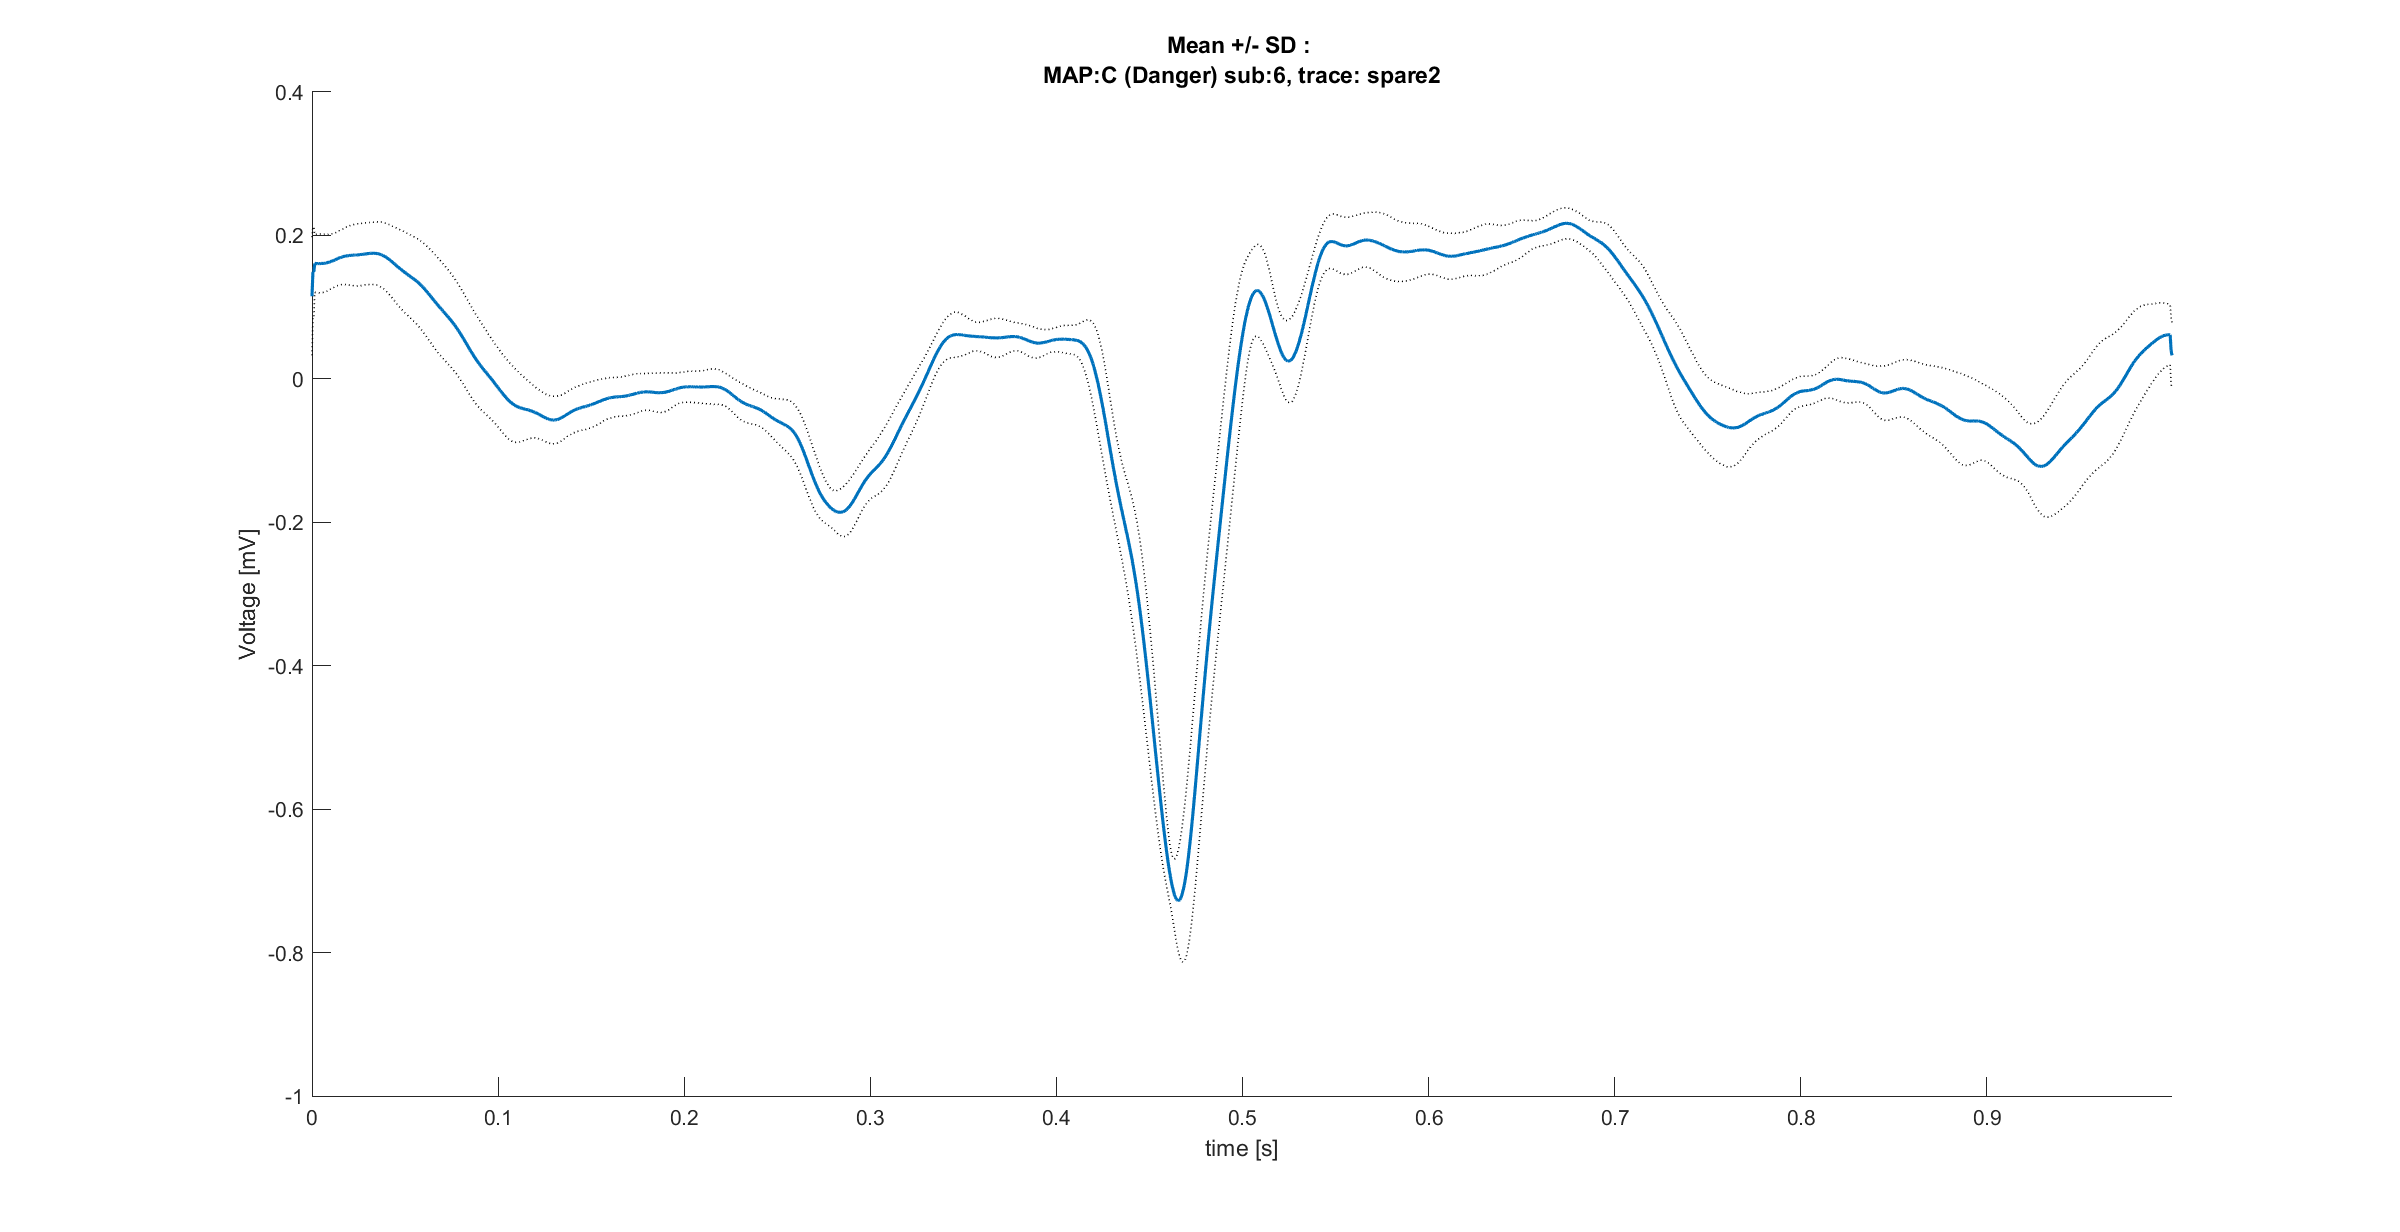 Mean +/- SD :
MAP:C (Danger) sub:6, trace: spare2
0.4
0.2
0
-0.2
-0.4
-0.6
-0.8
-1
Voltage [mV]
0 0.1 0.2 0.3 0.4 0.5 0.6 0.7 0.8 0.9
time [s]